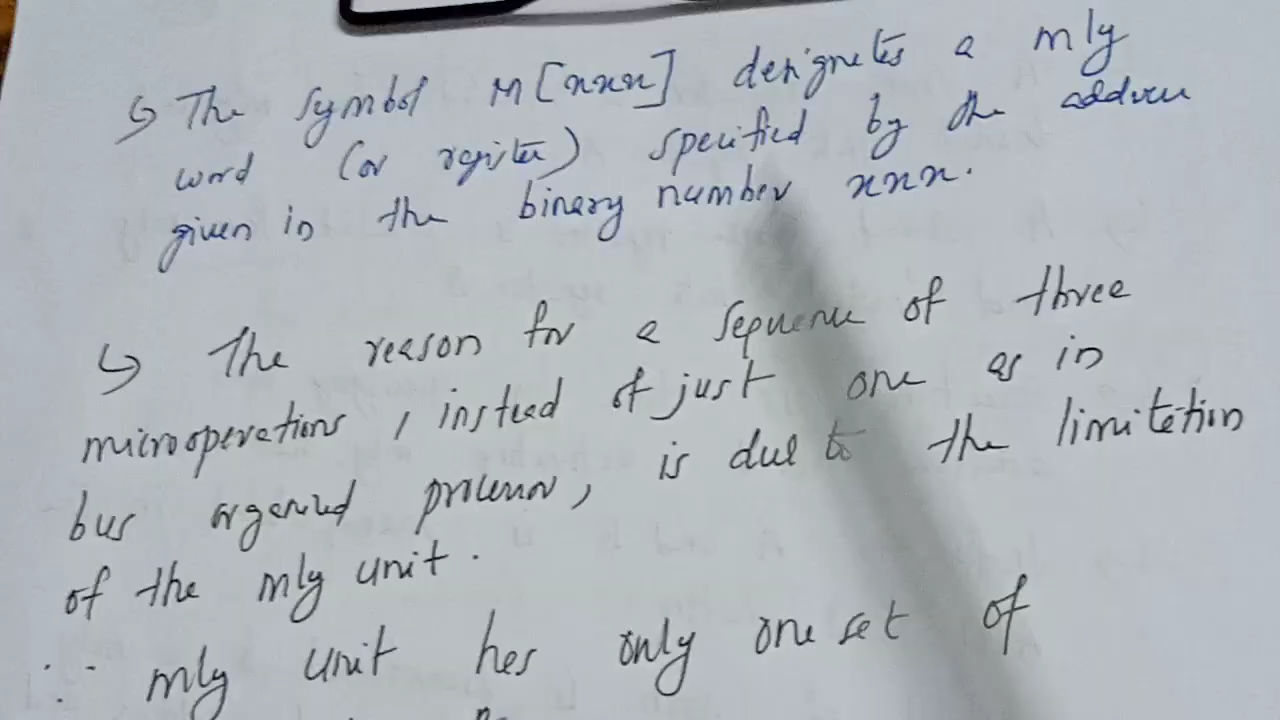 ↳ The symbol M[xxx] designates a mly
word (or register) specified by the address
given in the binary number xxx.
↳ The reason for a sequence of three
microoperations, instead of just one as in
bus organized processor, is due to the limitation
of the mly unit.
∵ mly unit has only one set of